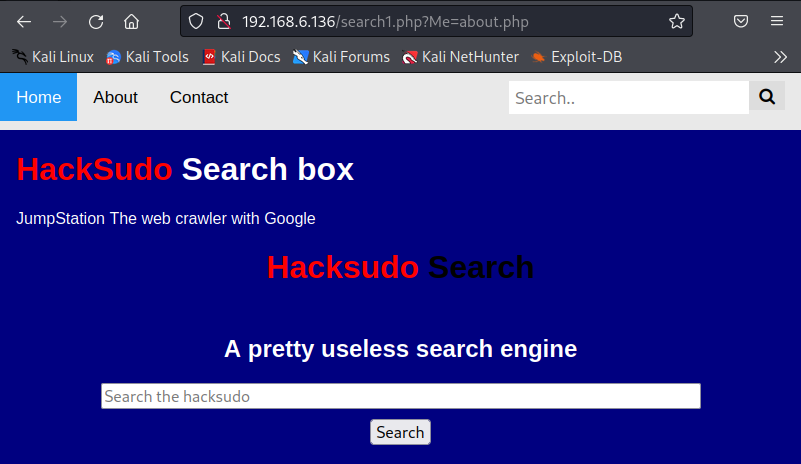 192.168.6.136/search1.php?Me=about.php
Kali Linux Kali Tools Kali Docs Kali Forums Kali NetHunter Exploit-DB
Home About Contact Search..
HackSudo Search box
JumpStation The web crawler with Google
Hacksudo Search
A pretty useless search engine
Search the hacksudo
Search